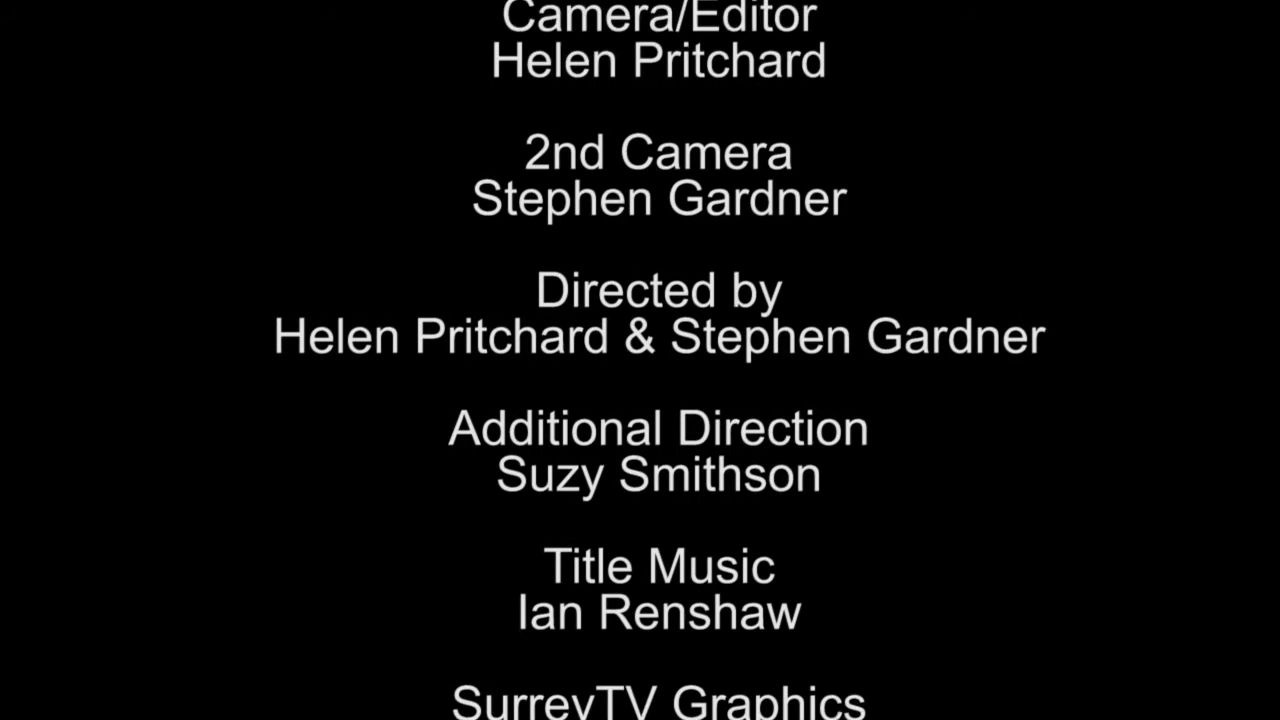 Camera/Editor
Helen Pritchard
2nd Camera
Stephen Gardner
Directed by
Helen Pritchard & Stephen Gardner
Additional Direction
Suzy Smithson
Title Music
Ian Renshaw
SurreyTV Graphics